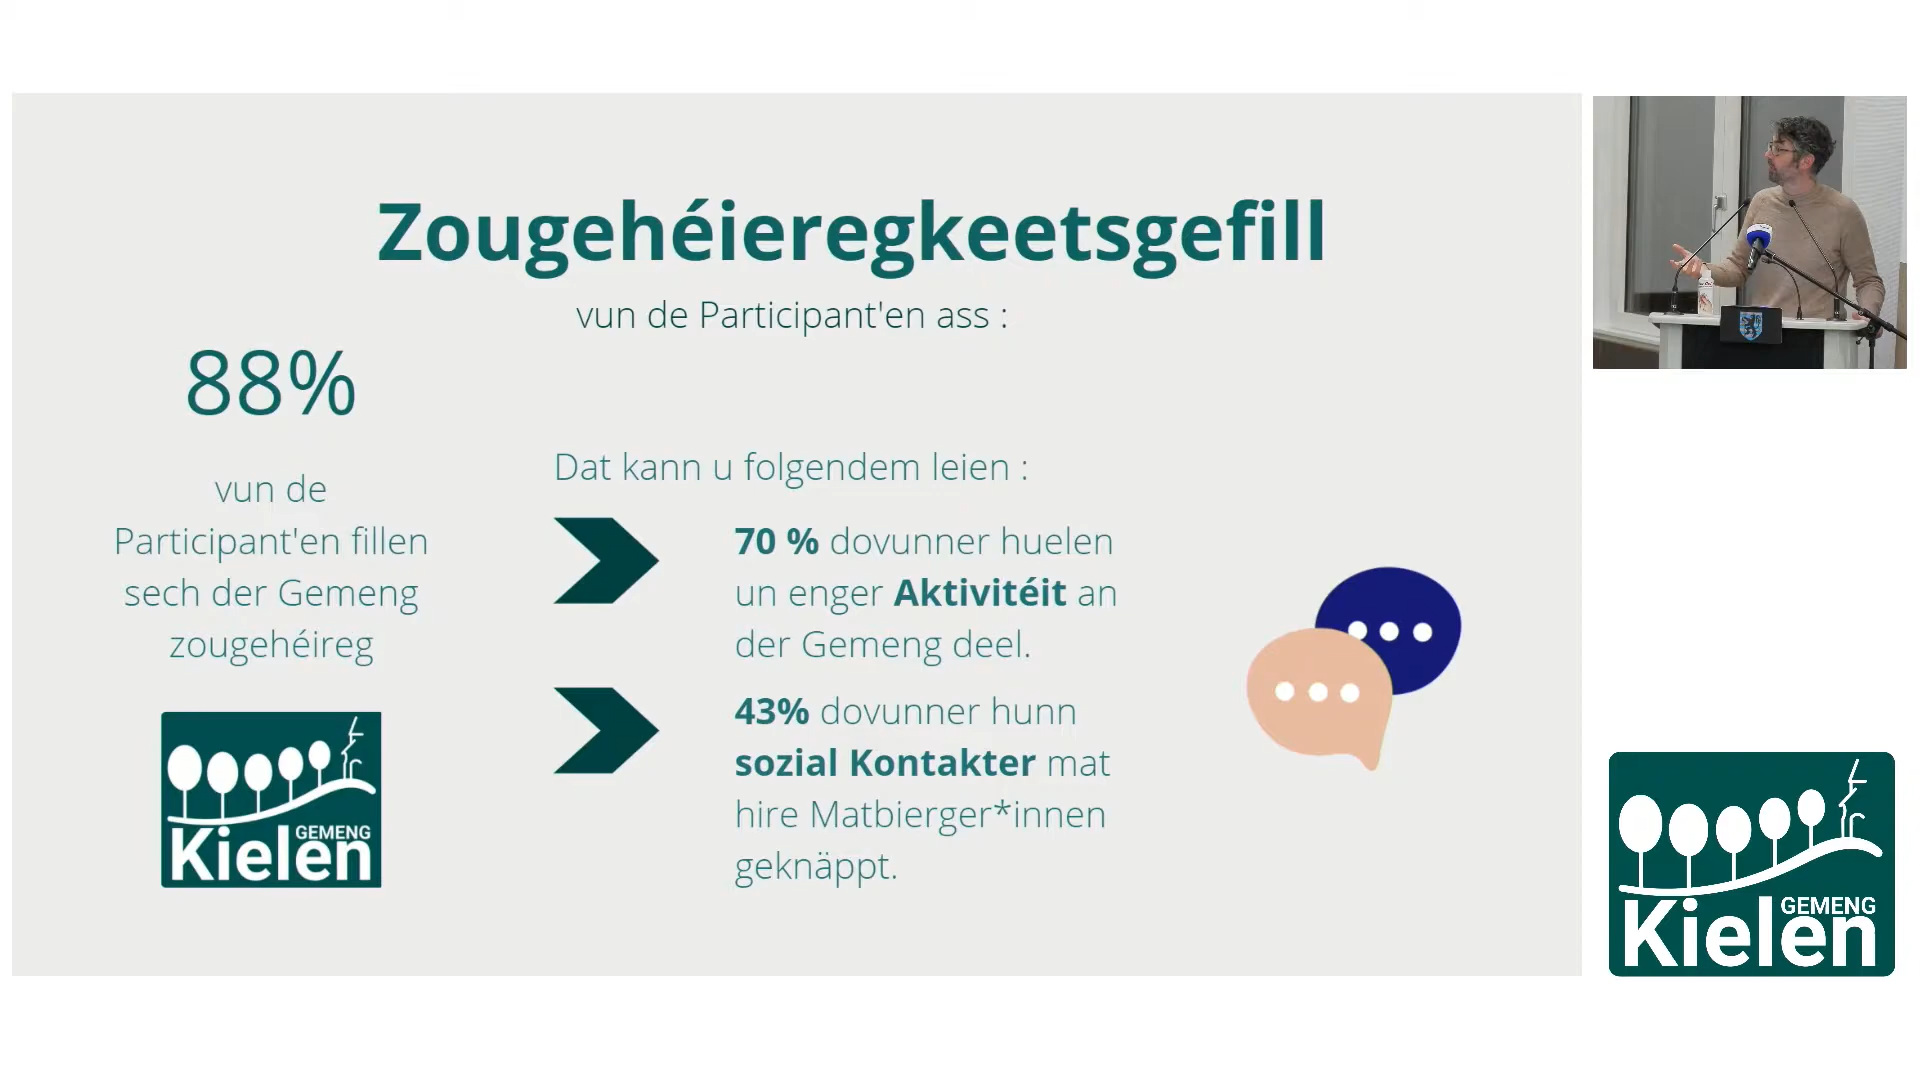 Zougehéieregkeetsgefill
vun de Participant'en ass :
88%
vun de
Participant'en fillen
sech der Gemeng
zougehéireg
Dat kann u folgendem leien :
70 % dovunner huelen
un enger Aktivitéit an
der Gemeng deel.
43% dovunner hunn
sozial Kontakter mat
hire Matbierger*innen
geknäppt.
GEMENG
Kielen
GEMENG
Kielen